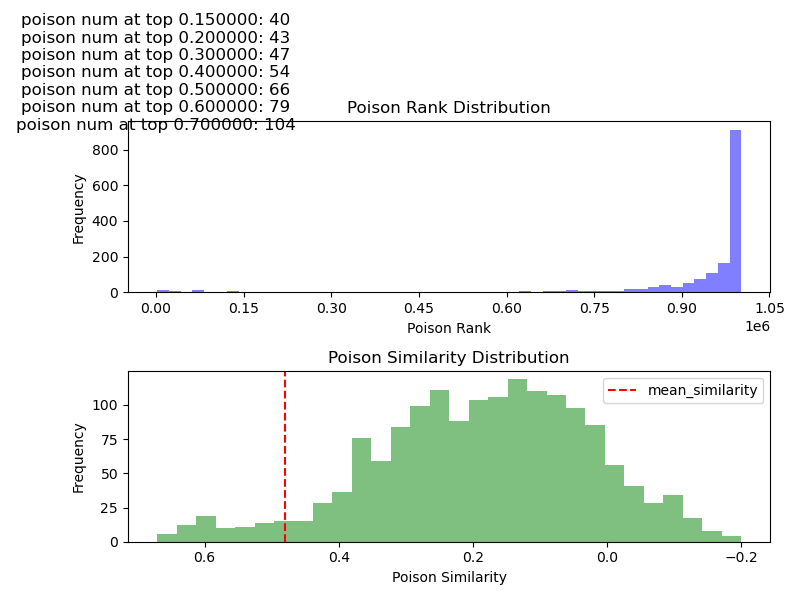 poison num at top 0.150000: 40
poison num at top 0.200000: 43
poison num at top 0.300000: 47
poison num at top 0.400000: 54
poison num at top 0.500000: 66
poison num at top 0.600000: 79
poison num at top 0.700000: 104
Poison Rank Distribution
Frequency
800
600
400
200
0
0.00 0.15 0.30 0.45 0.60 0.75 0.90 1.05
1e6
Poison Rank
Poison Similarity Distribution
mean_similarity
Frequency
100
75
50
25
0
0.6 0.4 0.2 0.0 −0.2
Poison Similarity